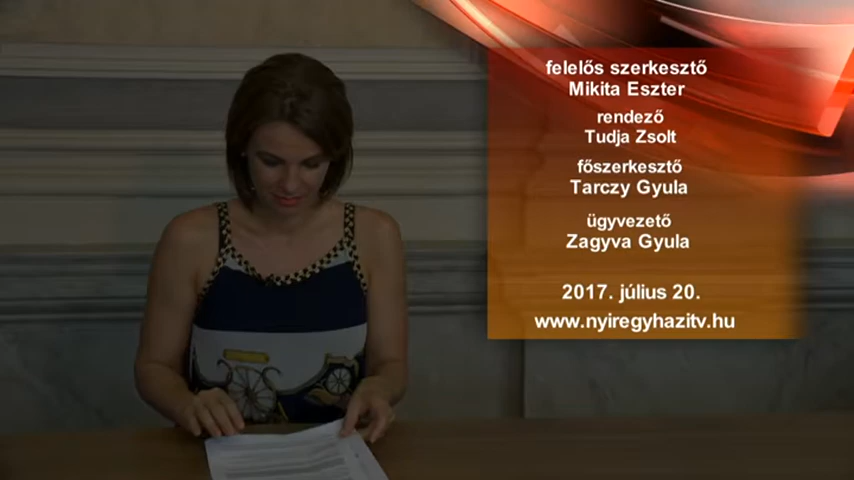 felelős szerkesztő
Mikita Eszter
rendező
Tudja Zsolt
főszerkesztő
Tarczy Gyula
ügyvezető
Zagyva Gyula
2017. július 20.
www.nyiregyhazitv.hu